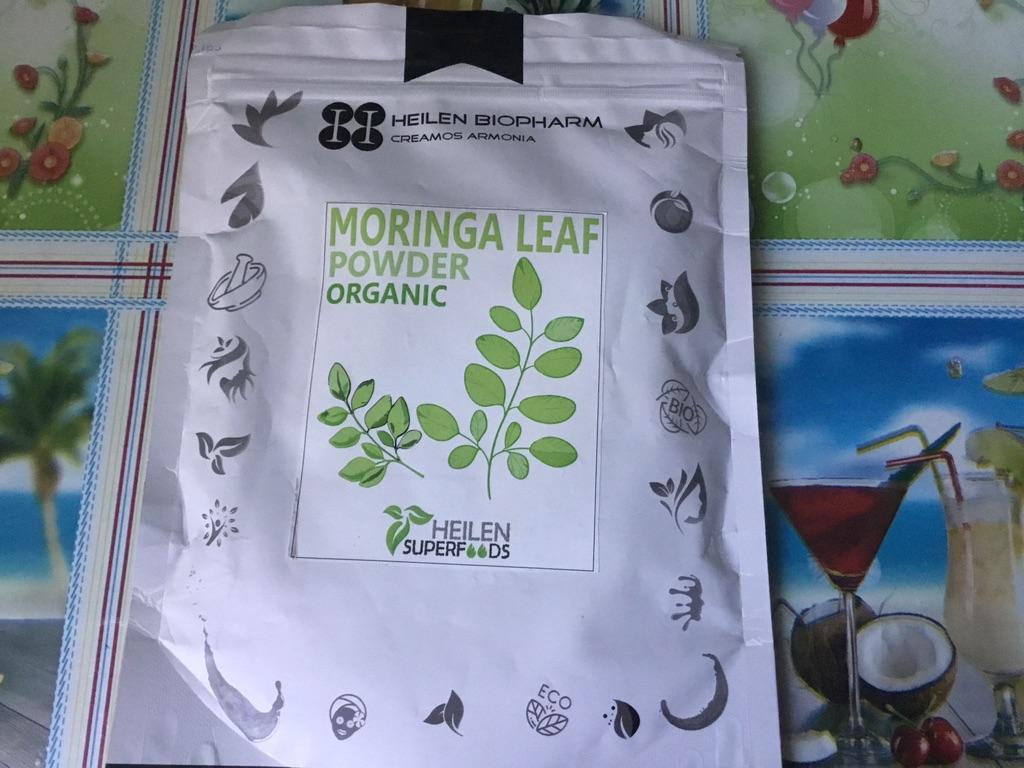 HEILEN BIOPHARM
CREAMOS ARMONIA
MORINGA LEAF
POWDER
ORGANIC
BIO
HEILEN
SUPERFOODS
ECO